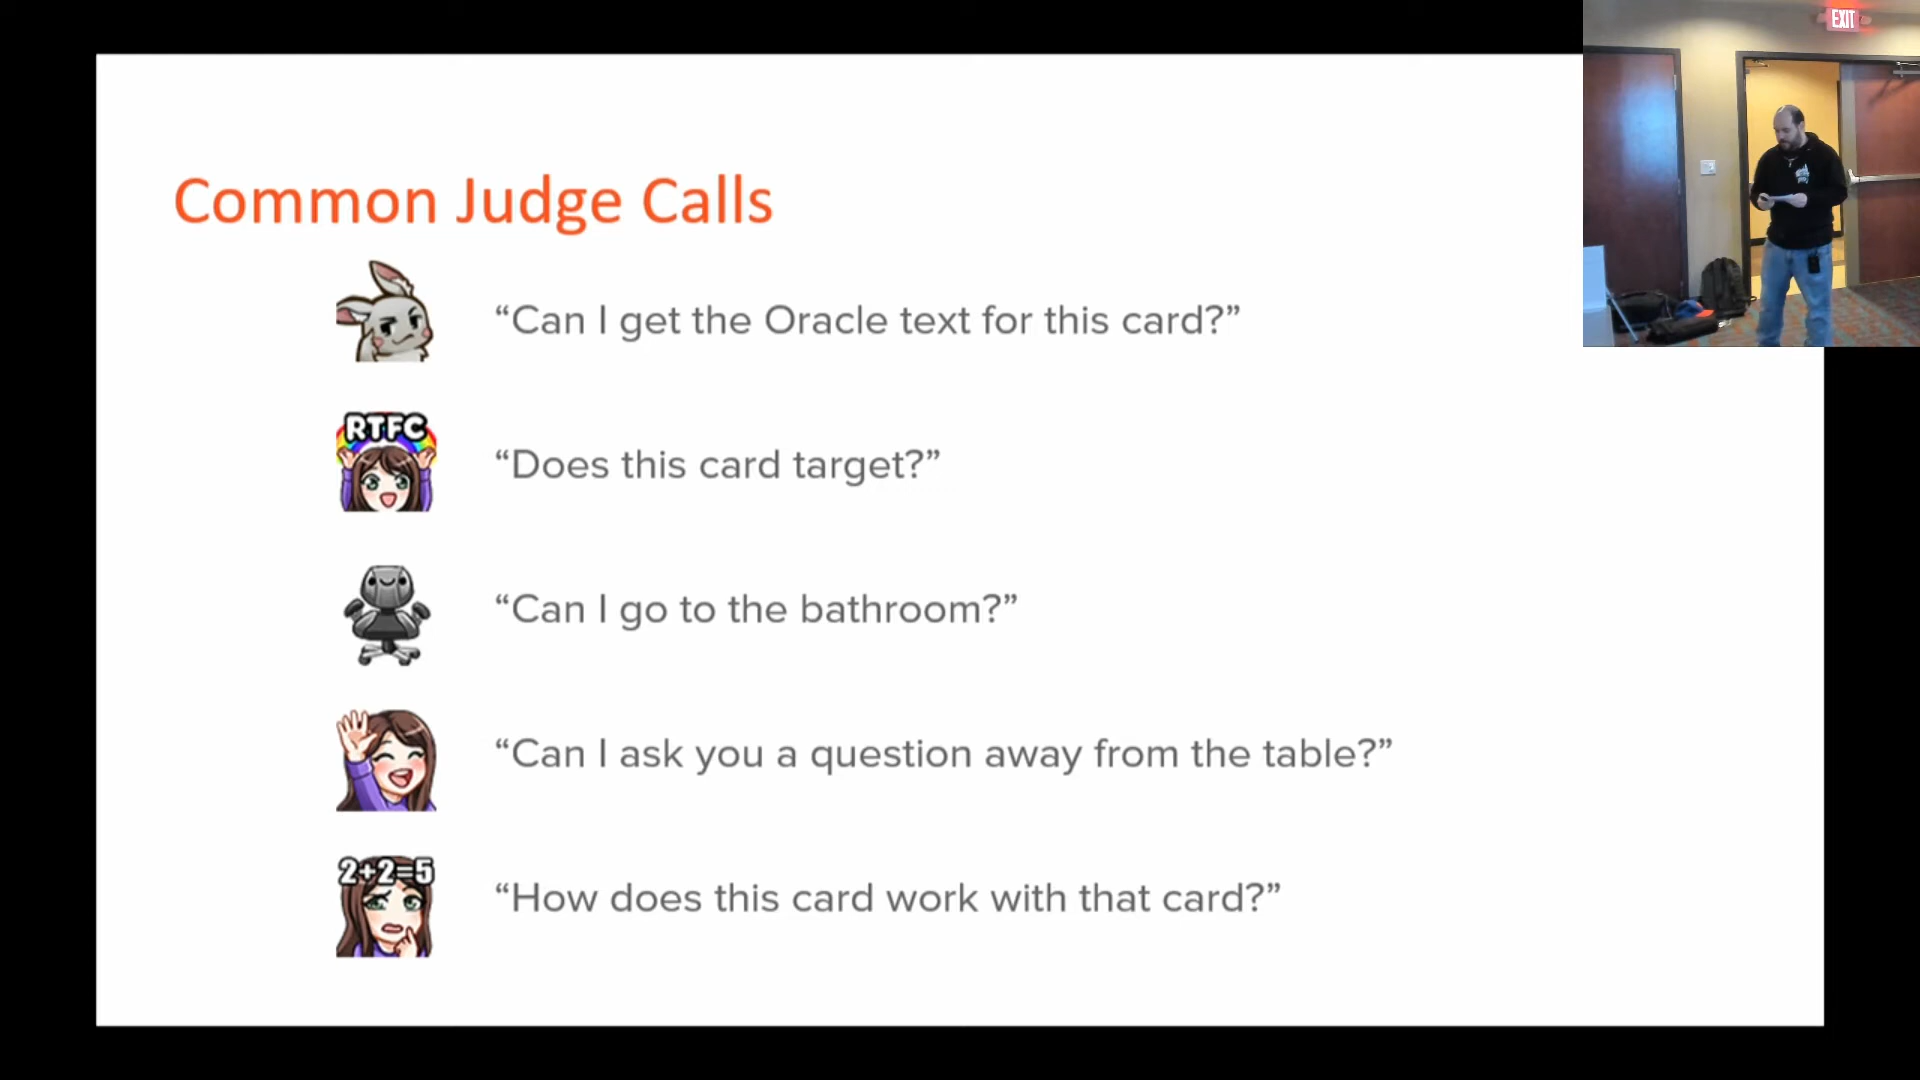 EXIT
Common Judge Calls
“Can I get the Oracle text for this card?”
RTFC
“Does this card target?”
“Can I go to the bathroom?”
“Can I ask you a question away from the table?”
2+2=5
“How does this card work with that card?”